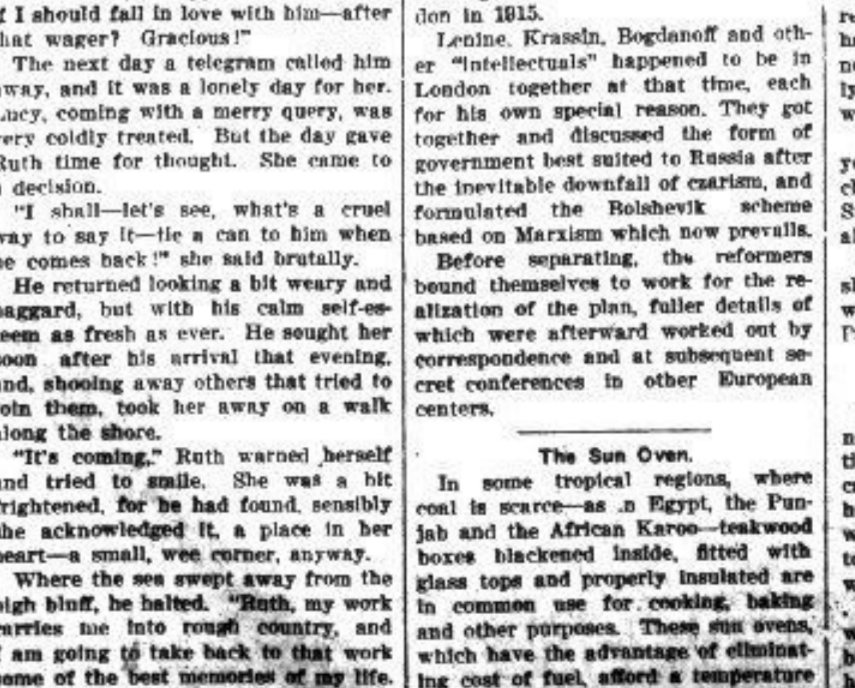 I should fall in love with him—after
that wager? Gracious!"
The next day a telegram called him
away, and it was a lonely day for her.
Lucy, coming with a merry query, was
very coldly treated. But the day gave
Ruth time for thought. She came to
a decision.
"I shall—let's see, what's a cruel
way to say it—tie a can to him when
he comes back!" she said brutally.
He returned looking a bit weary and
haggard, but with his calm self-es-
teem as fresh as ever. He sought her
soon after his arrival that evening,
and, shooing away others that tried to
join them, took her away on a walk
along the shore.
"It's coming," Ruth warned herself
and tried to smile. She was a bit
frightened, for he had found, sensibly
she acknowledged it, a place in her
heart—a small, wee corner, anyway.
Where the sea swept away from the
high bluff, he halted. "Ruth, my work
carries me into rough country, and
I am going to take back to that work
some of the best memories of my life.
don in 1915.
Lenine, Krassin, Bogdanoff and oth-
er "intellectuals" happened to be in
London together at that time, each
for his own special reason. They got
together and discussed the form of
government best suited to Russia after
the inevitable downfall of czarism, and
formulated the Bolshevik scheme
based on Marxism which now prevails.
Before separating, the reformers
bound themselves to work for the re-
alization of the plan, fuller details of
which were afterward worked out by
correspondence and at subsequent se-
cret conferences in other European
centers.
The Sun Oven.
In some tropical regions, where
coal is scarce—as in Egypt, the Pun-
jab and the African Karoo—teakwood
boxes blackened inside, fitted with
glass tops and properly insulated are
in common use for cooking, baking
and other purposes. These sun ovens,
which have the advantage of eliminat-
ing cost of fuel, afford a temperature